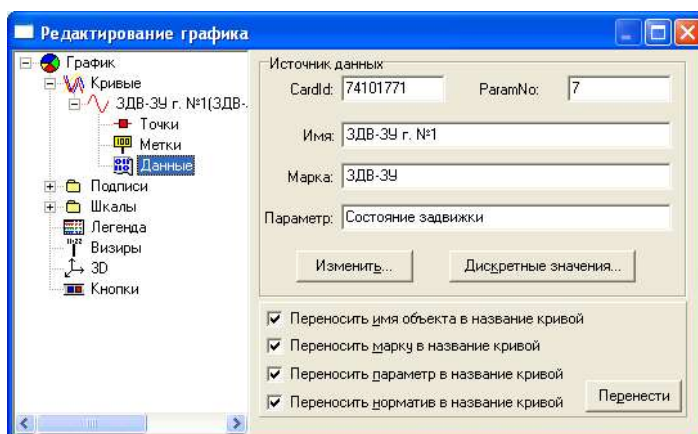 Редактирование графика
График
Кривые
ЗДВ-ЗУ г. №1(ЗДВ-
Точки
Метки
Данные
Подписи
Шкалы
Легенда
Визиры
3D
Кнопки
Источник данных
CardId: 74101771 ParamNo: 7
Имя: ЗДВ-ЗУ г. №1
Марка: ЗДВ-ЗУ
Параметр: Состояние задвижки
Изменить... Дискретные значения...
Переносить имя объекта в название кривой
Переносить марку в название кривой
Переносить параметр в название кривой
Переносить норматив в название кривой
Перенести